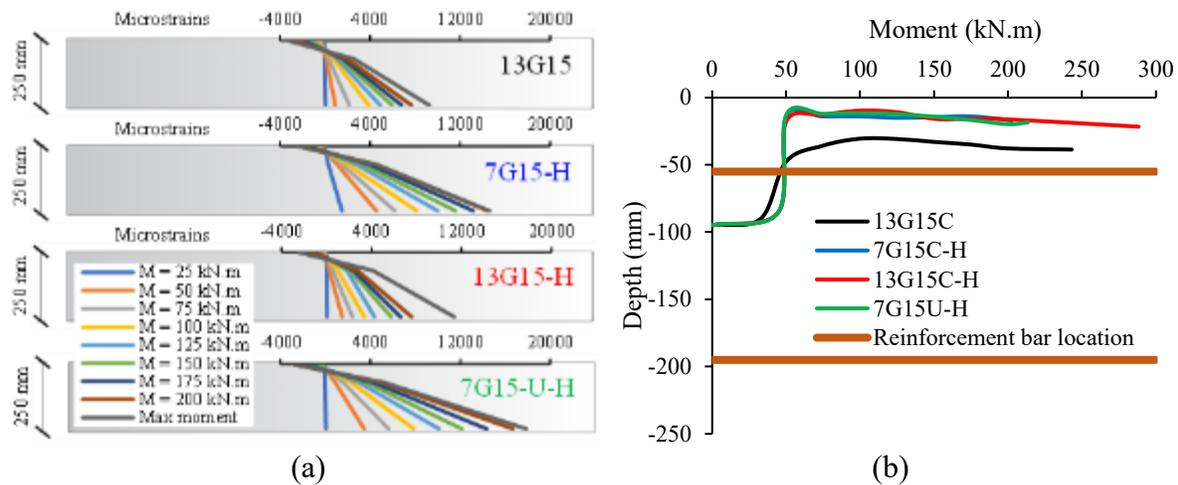 Microstrains -4000 4000 12000 20000
250 mm
13G15
Microstrains -4000 4000 12000 20000
250 mm
7G15-H
Microstrains -4000 4000 12000 20000
250 mm
13G15-H
-4000 4000 12000 20000
250 mm
7G15-U-H
M = 25 kN.m
M = 50 kN.m
M = 75 kN.m
M = 100 kN.m
M = 125 kN.m
M = 150 kN.m
M = 175 kN.m
M = 200 kN.m
Max moment
(a)
Moment (kN.m)
0 50 100 150 200 250 300
Depth (mm)
0
-50
-100
-150
-200
-250
13G15C
7G15C-H
13G15C-H
7G15U-H
Reinforcement bar location
(b)